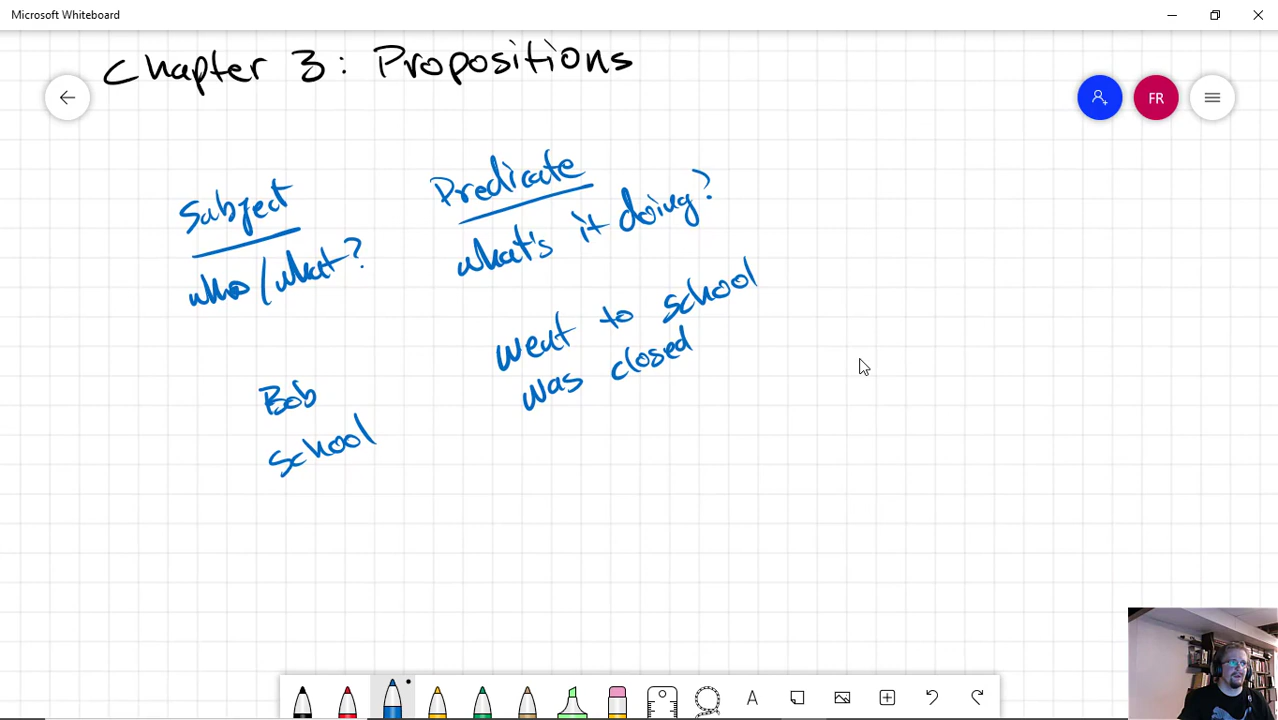 Microsoft Whiteboard
Chapter 3: Propositions
FR
Subject
who/what?
Predicate
what's it doing?
went to school
was closed
Bob
school
A